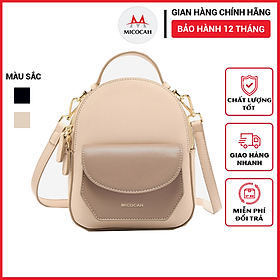 MICOCAH
GIAN HÀNG CHÍNH HÃNG
BẢO HÀNH 12 THÁNG
MÀU SẮC
CHẤT LƯỢNG
TỐT
GIAO HÀNG
NHANH
MIỄN PHÍ
ĐỔI TRẢ
MICOCAH